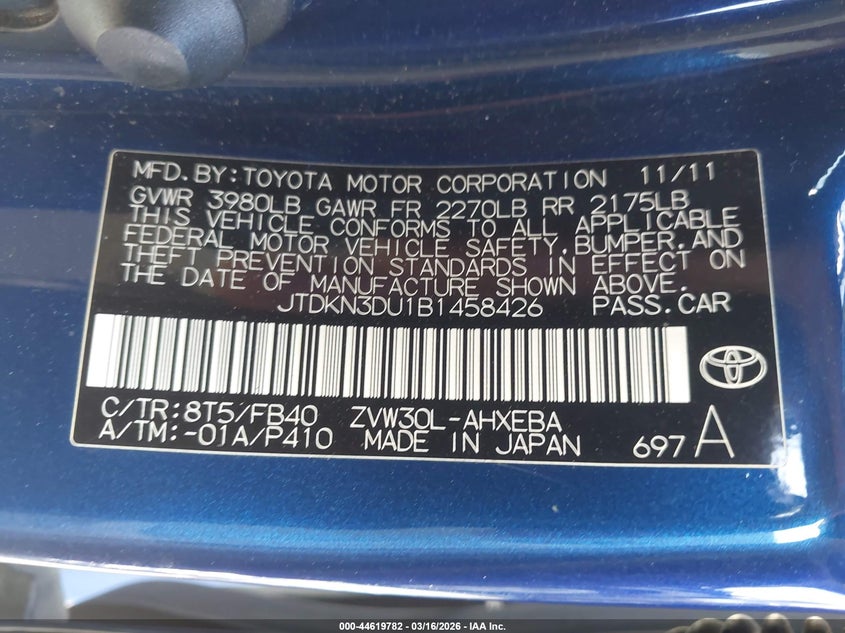 MFD.BY:TOYOTA MOTOR CORPORATION 11/11
GVWR 3980LB GAWR FR 2270LB RR 2175LB
THIS VEHICLE CONFORMS TO ALL APPLICABLE
FEDERAL MOTOR VEHICLE SAFETY,BUMPER,AND
THEFT PREVENTION STANDARDS IN EFFECT ON
THE DATE OF MANUFACTURE SHOWN ABOVE.
JTDKN3DU1B1458426 PASS.CAR
C/TR:8T5/FB40 ZVW30L-AHXEBA
A/TM:-01A/P410 MADE IN JAPAN 697 A
000-44619782 - 03/16/2026 - IAA Inc.